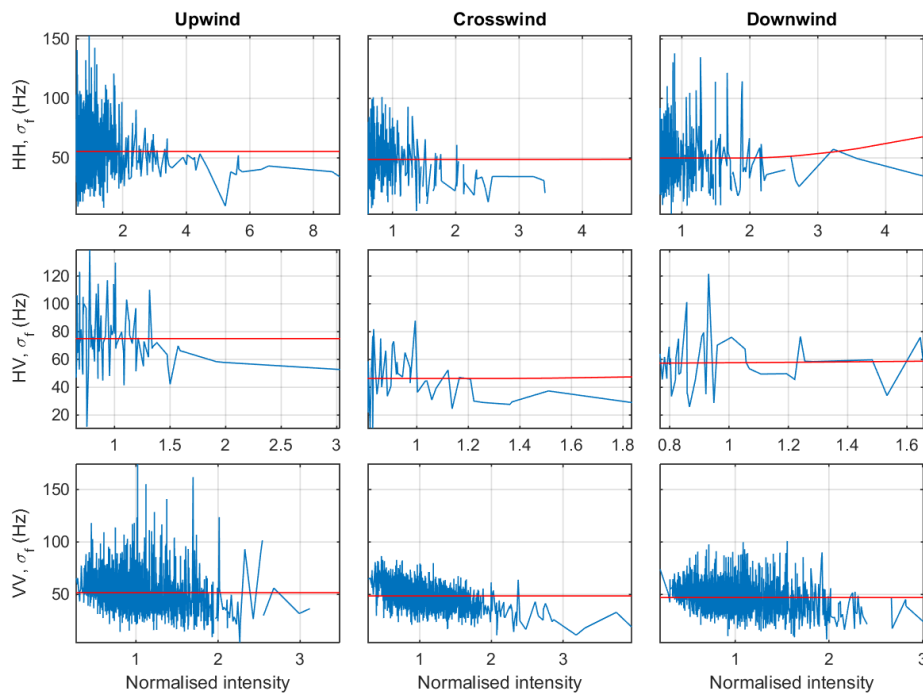 Upwind Crosswind Downwind
150
100
50
HH, σf (Hz)
2 4 6 8 1 2 3 4 1 2 3 4
120
100
80
60
40
20
HV, σf (Hz)
1 1.5 2 2.5 3 1 1.2 1.4 1.6 1.8 0.8 1 1.2 1.4 1.6
150
100
50
VV, σf (Hz)
1 2 3 1 2 3 1 2 3
Normalised intensity Normalised intensity Normalised intensity